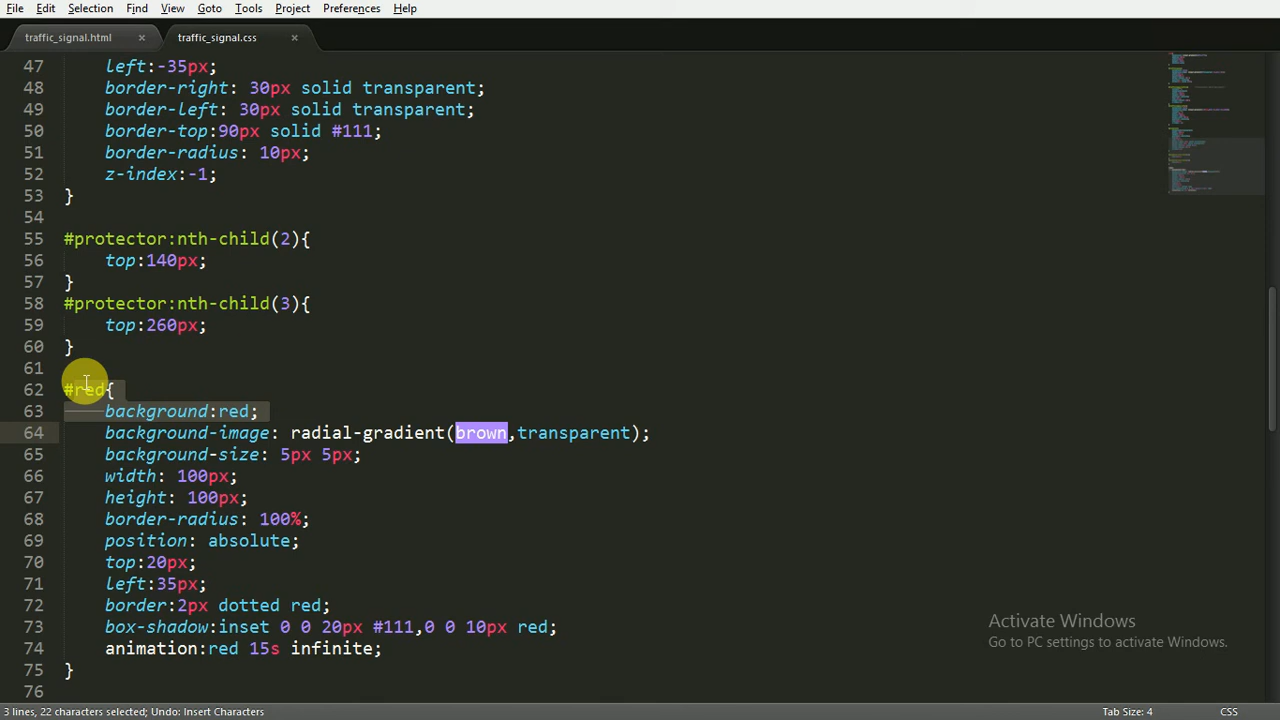 File Edit Selection Find View Goto Tools Project Preferences Help
traffic_signal.html × traffic_signal.css ×
47 left:-35px;
48 border-right: 30px solid transparent;
49 border-left: 30px solid transparent;
50 border-top:90px solid #111;
51 border-radius: 10px;
52 z-index:-1;
53 }
54
55 #protector:nth-child(2){
56 top:140px;
57 }
58 #protector:nth-child(3){
59 top:260px;
60 }
61
62 #red{
63 background:red;
64 background-image: radial-gradient(brown,transparent);
65 background-size: 5px 5px;
66 width: 100px;
67 height: 100px;
68 border-radius: 100%;
69 position: absolute;
70 top:20px;
71 left:35px;
72 border:2px dotted red;
73 box-shadow:inset 0 0 20px #111,0 0 10px red;
74 animation:red 15s infinite;
75 }
76
Activate Windows
Go to PC settings to activate Windows.
3 lines, 22 characters selected; Undo: Insert Characters Tab Size: 4 CSS